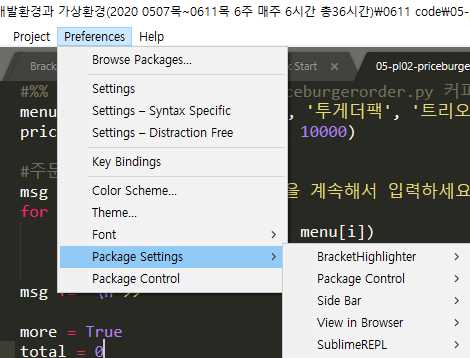 개발환경과 가상환경(2020 0507목~0611목 6주 매주 6시간 총36시간)\0611 code\05-
Project Preferences Help
Brack
Start
05-pl02-priceburge
Browse Packages...
Settings
Settings – Syntax Specific
Settings – Distraction Free
Key Bindings
Color Scheme...
Theme...
Font
Package Settings
Package Control
BracketHighlighter
Package Control
Side Bar
View in Browser
SublimeREPL
#%% iceburgerorder.py 커피
menu , '투게더팩', '트리오
pric 10000)
#주문
msg 을 계속해서 입력하세요
for
menu[i])
msg
more = True
total = 0